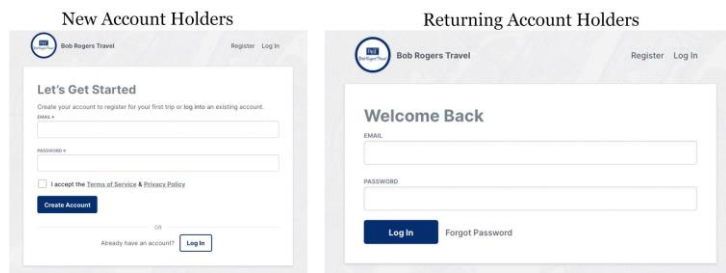 New Account Holders
Bob Rogers Travel
Register Log In
Let's Get Started
Create your account to register for your first trip or log into an existing account.
EMAIL *
PASSWORD *
I accept the Terms of Service & Privacy Policy
Create Account
OR
Already have an account? Log In
Returning Account Holders
Bob Rogers Travel
Register Log In
Welcome Back
EMAIL
PASSWORD
Log In Forgot Password